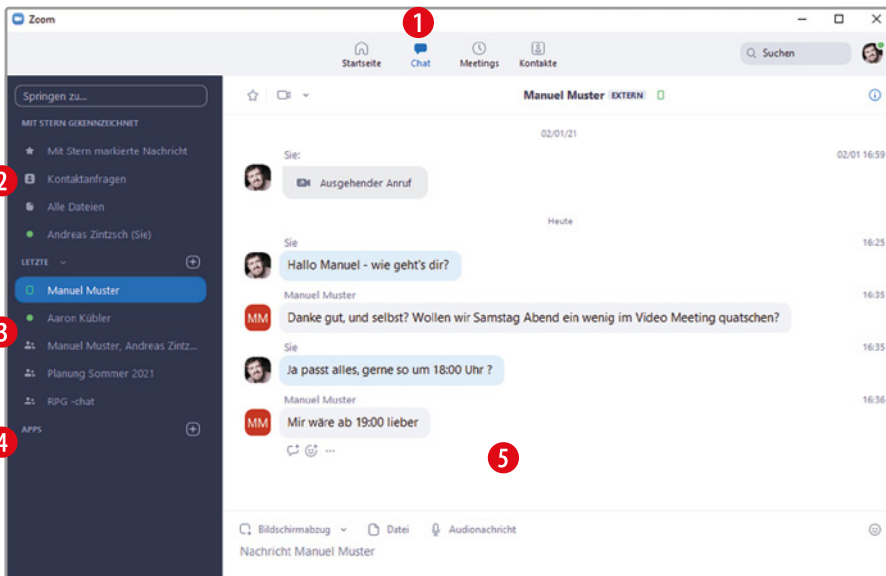 Zoom
1
Startseite
Chat
Meetings
Kontakte
Suchen
Springen zu...
MIT STERN GEKENNZEICHNET
Mit Stern markierte Nachricht
2
Kontaktanfragen
Alle Dateien
Andreas Zintzsch (Sie)
LETZTE
Manuel Muster
Aaron Kübler
3
Manuel Muster, Andreas Zintz...
Planung Sommer 2021
RPG -chat
4
APPS
Manuel Muster EXTERN
02/01/21
Sie:
02/01 16:59
Ausgehender Anruf
Heute
Sie
16:25
Hallo Manuel - wie geht's dir?
Manuel Muster
16:35
MM
Danke gut, und selbst? Wollen wir Samstag Abend ein wenig im Video Meeting quatschen?
Sie
16:35
Ja passt alles, gerne so um 18:00 Uhr ?
Manuel Muster
16:36
MM
Mir wäre ab 19:00 lieber
5
Bildschirmabzug
Datei
Audionachricht
Nachricht Manuel Muster